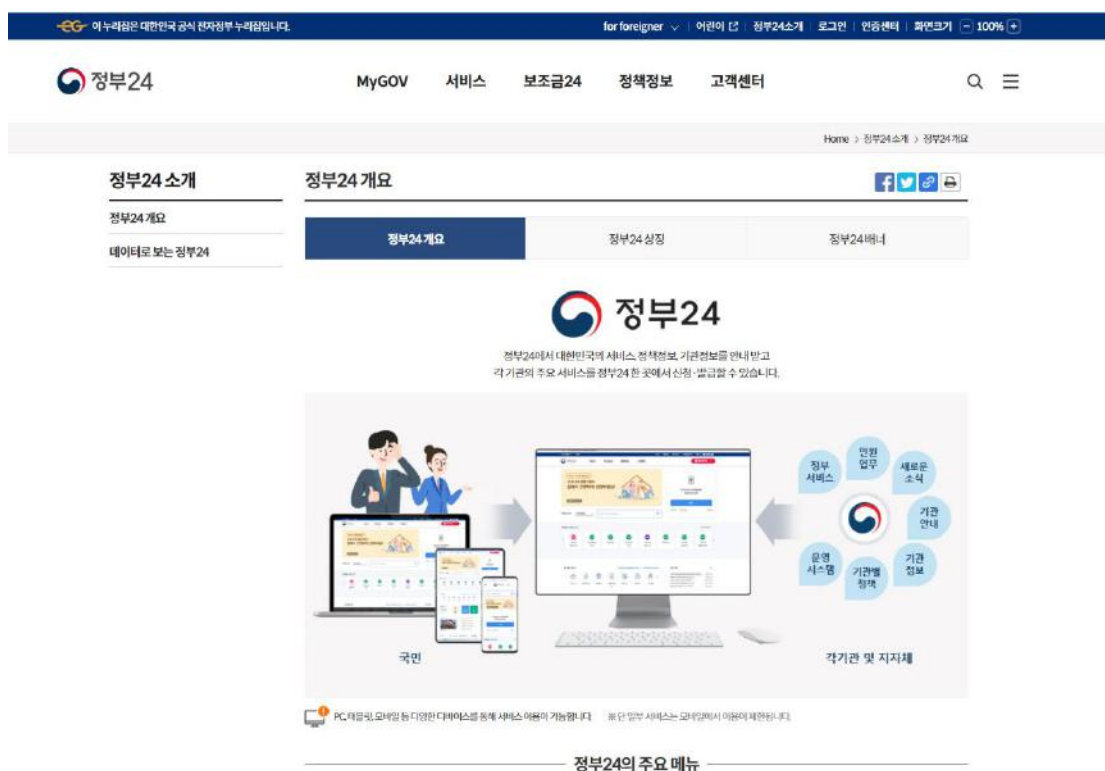 이 누리집은 대한민국 공식 전자정부 누리집입니다.
for foreigner
어린이
정부24소개
로그인
인증센터
화면크기 - 100% +
정부24
MyGOV
서비스
보조금24
정책정보
고객센터
Home > 정부24 소개 > 정부24 개요
정부24 소개
정부24 개요
데이터로 보는 정부24
정부24 개요
정부24 개요
정부24 상징
정부24 배너
정부24
정부24에서 대한민국의 서비스, 정책정보, 기관정보를 안내 받고
각 기관의 주요 서비스를 정부24 한 곳에서 신청·발급할 수 있습니다.
국민
정부
서비스
민원
업무
새로운
소식
기관
안내
기관
정보
기관별
정책
운영
시스템
각기관 및 지자체
PC, 태블릿, 모바일 등 다양한 디바이스를 통해 서비스 이용이 가능합니다.
※ 단 일부 서비스는 모바일에서 이용이 제한됩니다.
정부24의 주요 메뉴